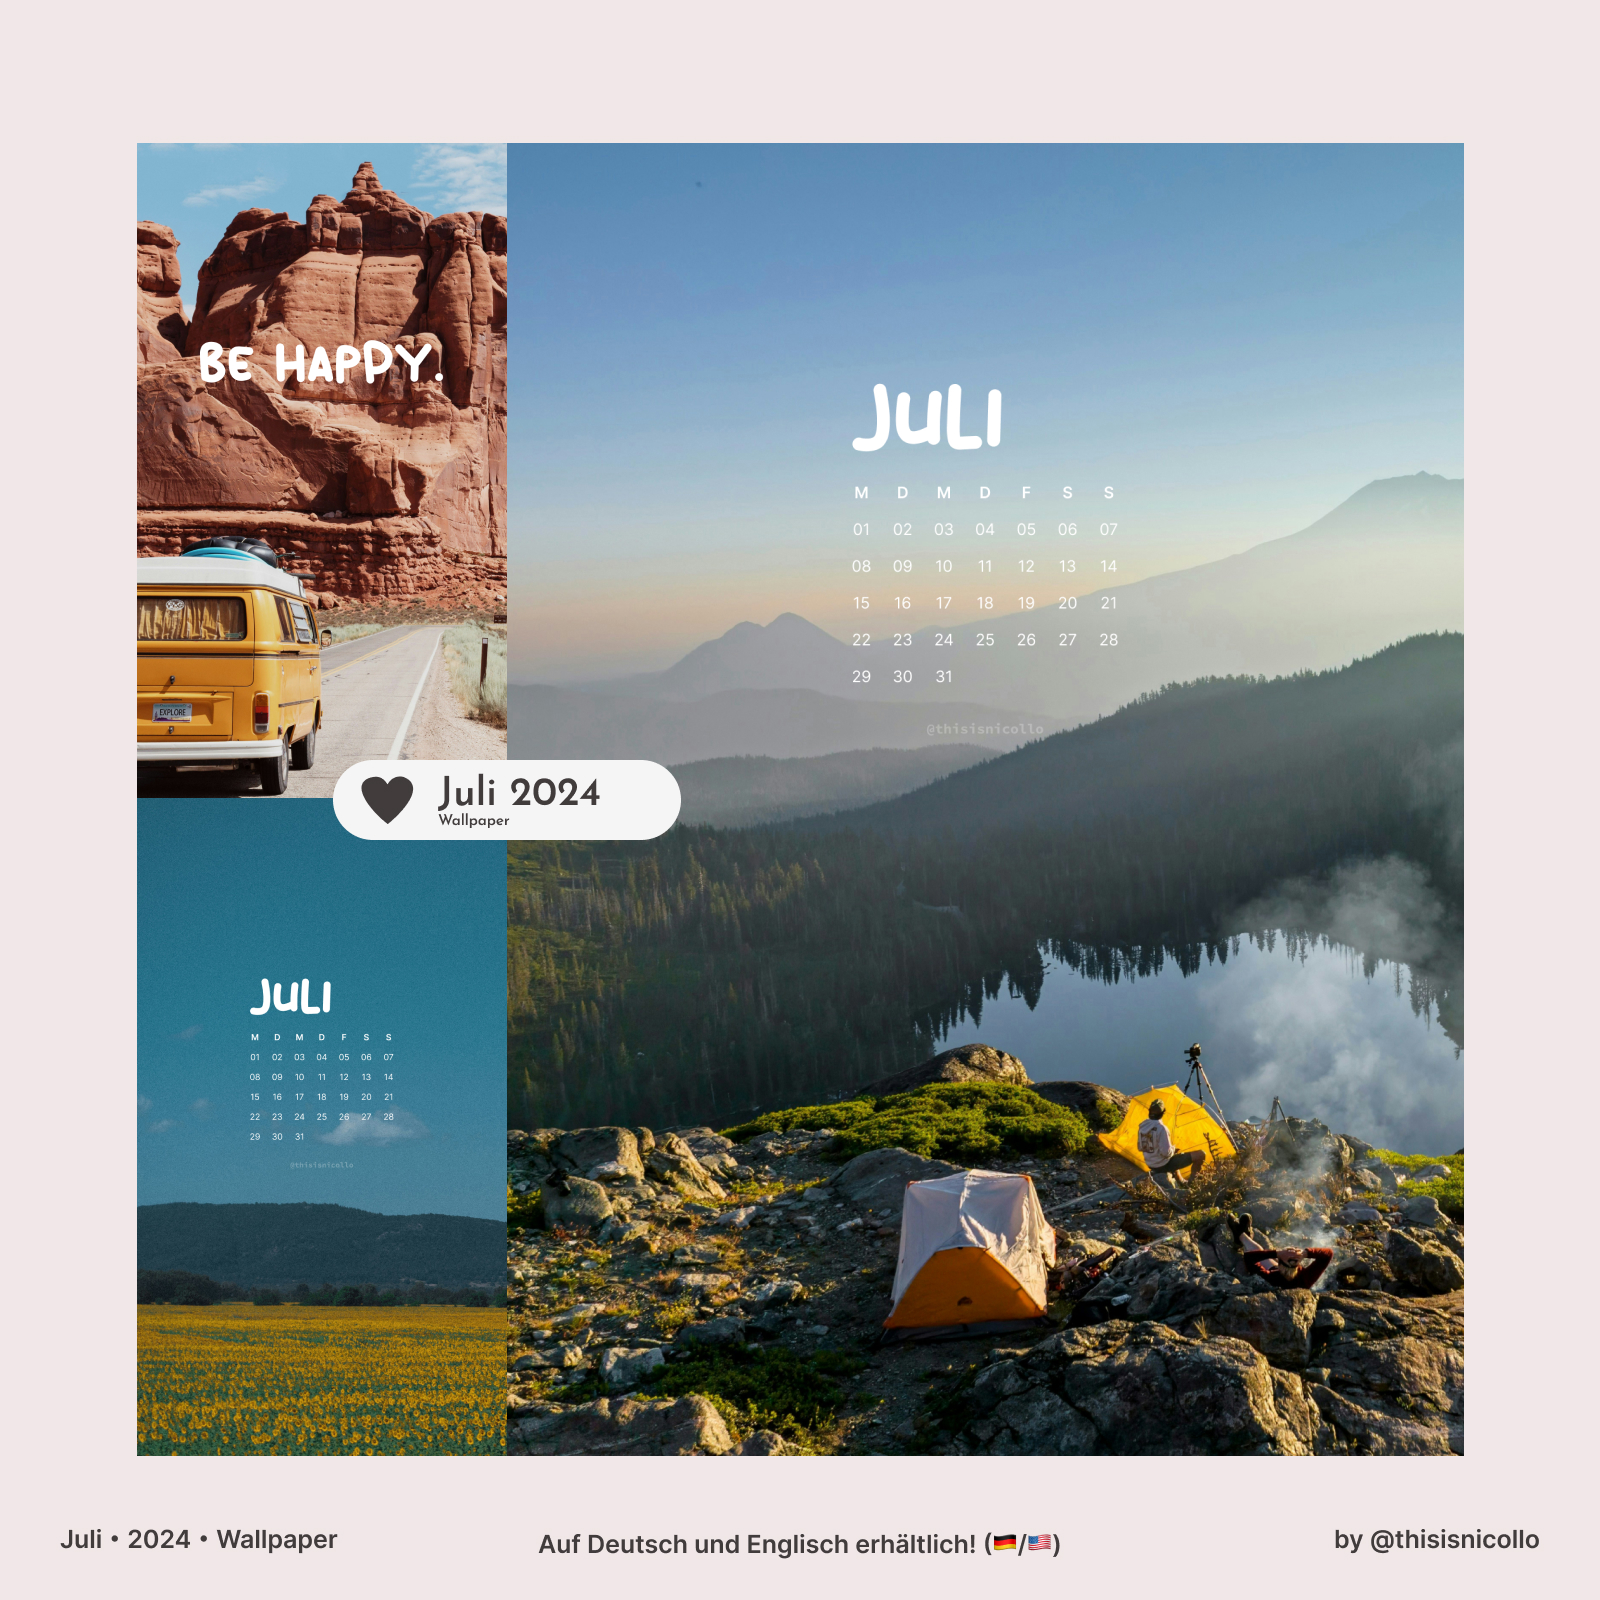 BE HAPPY.
EXPLORE
JULI
M D M D F S S
01 02 03 04 05 06 07
08 09 10 11 12 13 14
15 16 17 18 19 20 21
22 23 24 25 26 27 28
29 30 31
@thisisnicollo
Juli 2024
Wallpaper
JULI
M D M D F S S
01 02 03 04 05 06 07
08 09 10 11 12 13 14
15 16 17 18 19 20 21
22 23 24 25 26 27 28
29 30 31
@thisisnicollo
Juli • 2024 • Wallpaper
Auf Deutsch und Englisch erhältlich! (🇩🇪/🇺🇸)
by @thisisnicollo